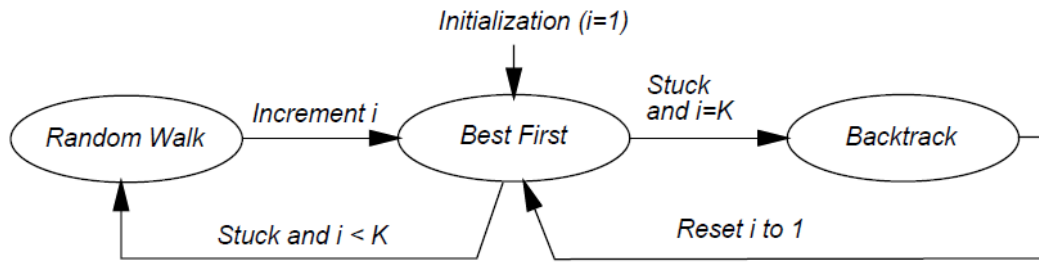 Initialization (i=1)
Stuck
and i=K
Increment i
Random Walk
Best First
Backtrack
Stuck and i < K
Reset i to 1